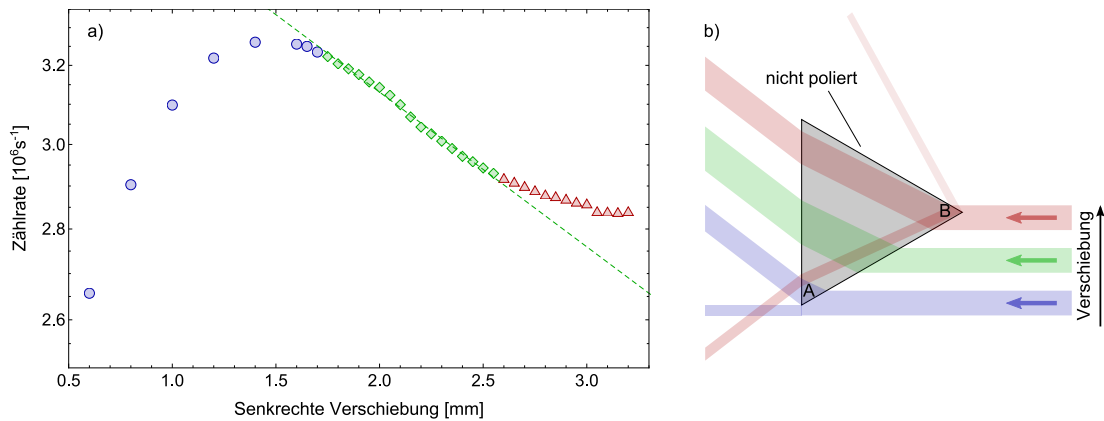 a)
3.2
3.0
2.8
2.6
Zählrate [10⁶s⁻¹]
0.5 1.0 1.5 2.0 2.5 3.0
Senkrechte Verschiebung [mm]
b)
nicht poliert
B
A
Verschiebung